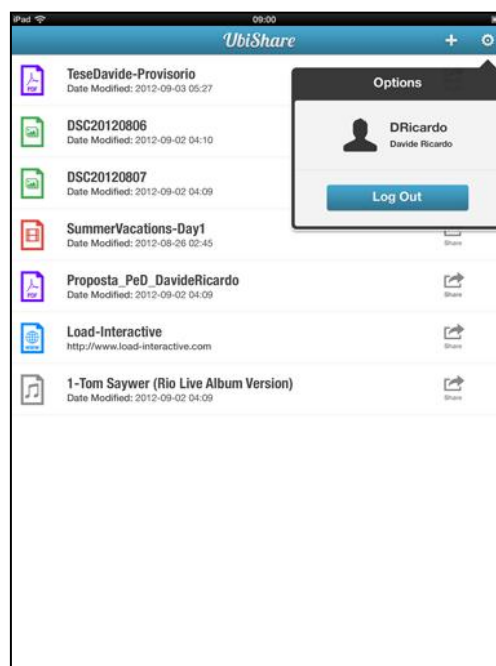 iPad 09:00
UbiShare +
TeseDavide-Provisorio
Date Modified: 2012-09-03 05:27
Options
DRicardo
Davide Ricardo
Log Out
DSC20120806
Date Modified: 2012-09-02 04:10
DSC20120807
Date Modified: 2012-09-02 04:09
SummerVacations-Day1
Date Modified: 2012-08-26 02:45
Share
Proposta_PeD_DavideRicardo
Date Modified: 2012-09-02 04:09
Share
Load-Interactive
http://www.load-interactive.com
Share
1-Tom Saywer (Rio Live Album Version)
Date Modified: 2012-09-02 04:09
Share
PDF
PDF
WWW